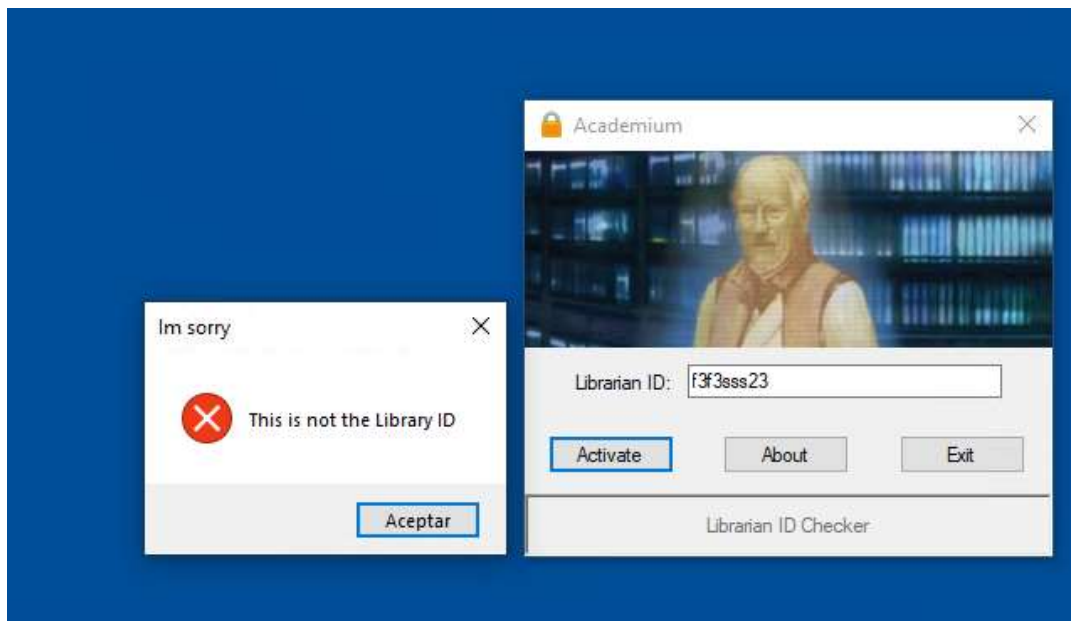 Im sorry
This is not the Library ID
Aceptar
Academium
Librarian ID: f3f3sss23
Activate About Exit
Librarian ID Checker